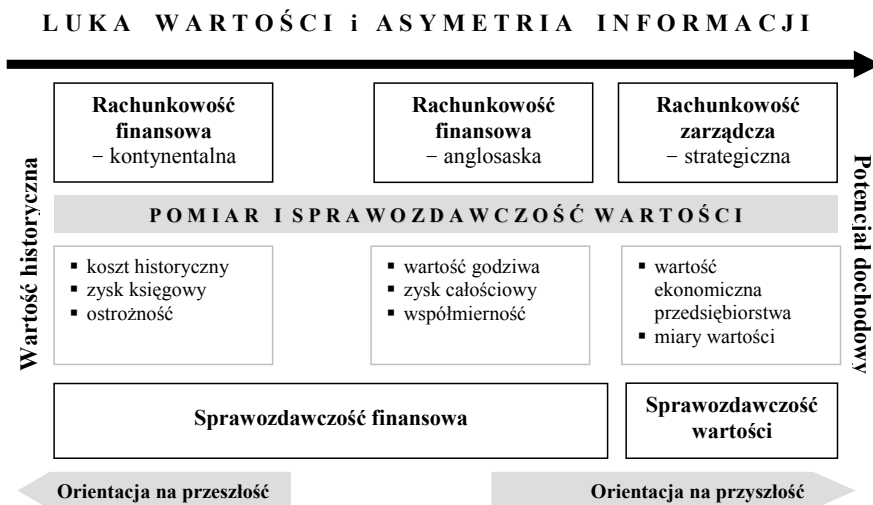 LUKA WARTOŚCI i ASYMETRIA INFORMACJI
Rachunkowość
finansowa
– kontynentalna
Rachunkowość
finansowa
– anglosaska
Rachunkowość
zarządcza
– strategiczna
Wartość historyczna
Potencjał dochodowy
POMIAR I SPRAWOZDAWCZOŚĆ WARTOŚCI
▪ koszt historyczny
▪ zysk księgowy
▪ ostrożność
▪ wartość godziwa
▪ zysk całościowy
▪ współmierność
▪ wartość
ekonomiczna
przedsiębiorstwa
▪ miary wartości
Sprawozdawczość finansowa
Sprawozdawczość
wartości
Orientacja na przeszłość
Orientacja na przyszłość